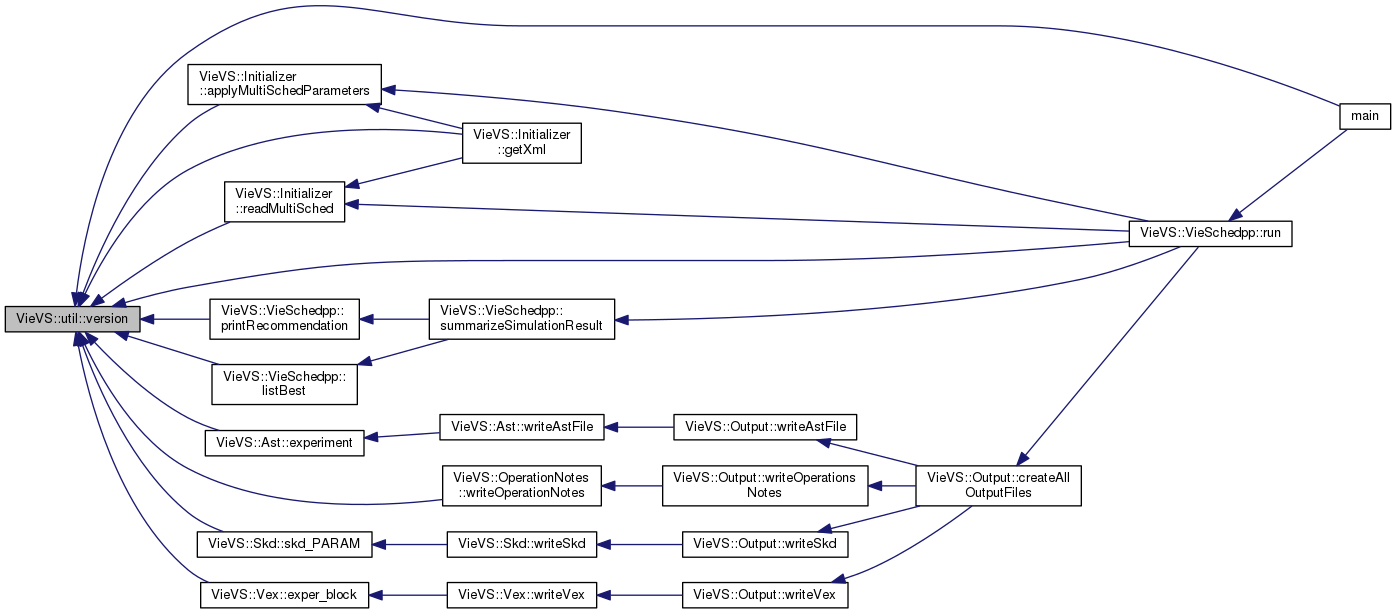 VieVS::Initializer
::applyMultiSchedParameters
main
VieVS::Initializer
::getXml
VieVS::Initializer
::readMultiSched
VieVS::VieSchedpp::run
VieVS::util::version
VieVS::VieSchedpp::
printRecommendation
VieVS::VieSchedpp::
summarizeSimulationResult
VieVS::VieSchedpp::
listBest
VieVS::Ast::experiment
VieVS::Ast::writeAstFile
VieVS::Output::writeAstFile
VieVS::OperationNotes
::writeOperationNotes
VieVS::Output::writeOperations
Notes
VieVS::Output::createAll
OutputFiles
VieVS::Skd::skd_PARAM
VieVS::Skd::writeSkd
VieVS::Output::writeSkd
VieVS::Vex::exper_block
VieVS::Vex::writeVex
VieVS::Output::writeVex